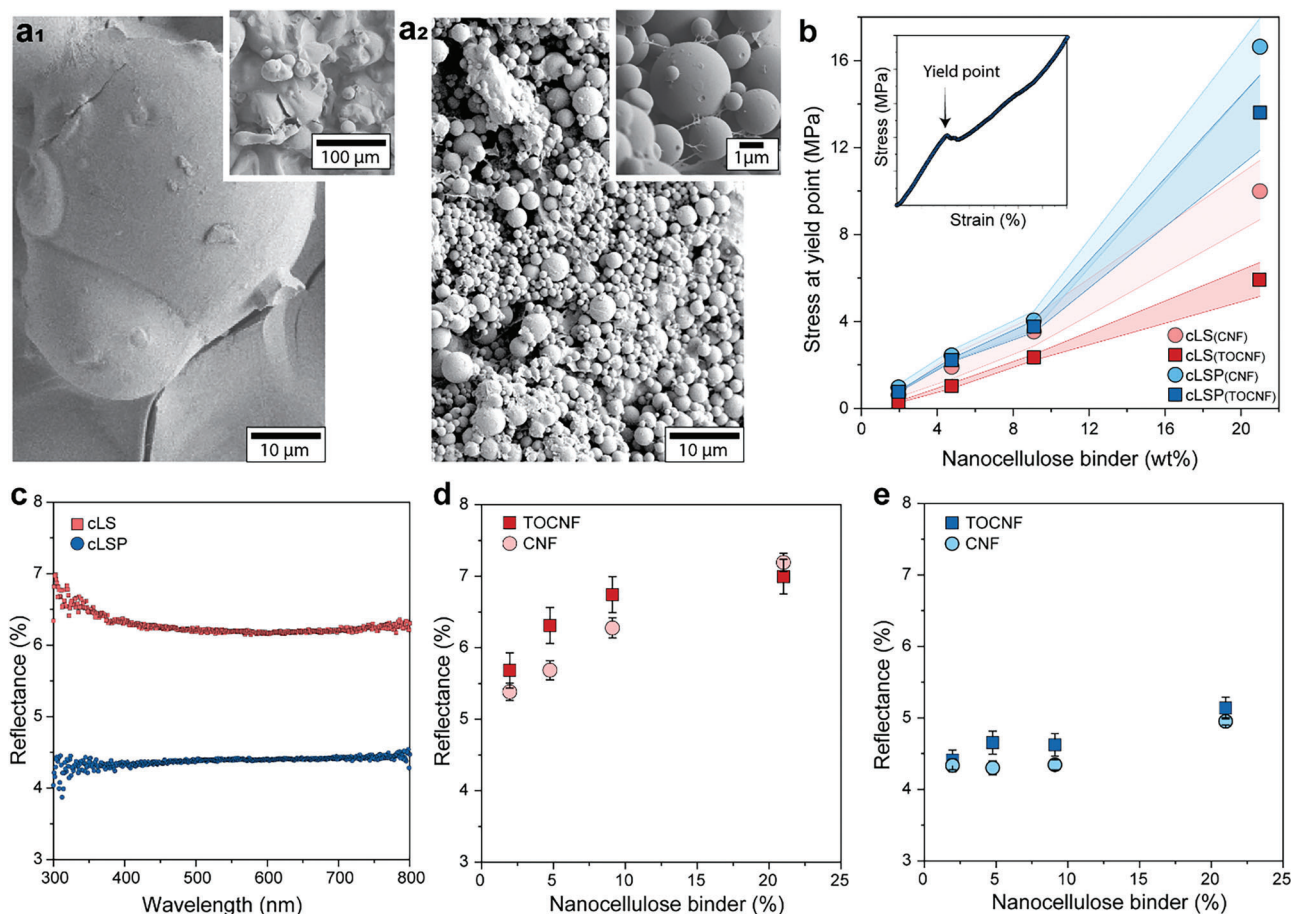 a1
100 µm
10 µm
a2
1µm
10 µm
b
Stress at yield point (MPa)
16
12
8
4
0
Yield point
Stress (MPa)
Strain (%)
cLS(CNF)
cLS(TOCNF)
cLSP(CNF)
cLSP(TOCNF)
0 4 8 12 16 20
Nanocellulose binder (wt%)
c
cLS
cLSP
Reflectance (%)
8
7
6
5
4
3
300 400 500 600 700 800
Wavelength (nm)
d
TOCNF
CNF
Reflectance (%)
8
7
6
5
4
3
0 5 10 15 20 25
Nanocellulose binder (%)
e
TOCNF
CNF
Reflectance (%)
8
7
6
5
4
3
0 5 10 15 20 25
Nanocellulose binder (%)